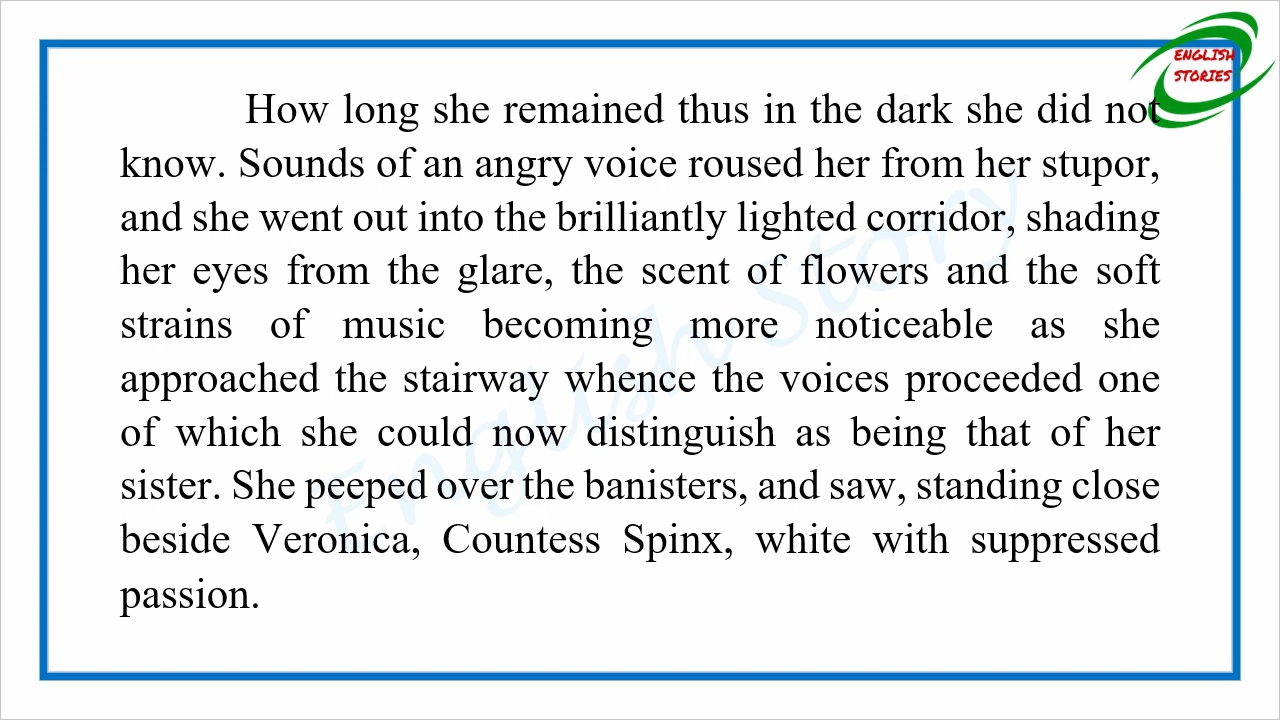 ENGLISH
STORIES
How long she remained thus in the dark she did not
know. Sounds of an angry voice roused her from her stupor,
and she went out into the brilliantly lighted corridor, shading
her eyes from the glare, the scent of flowers and the soft
strains of music becoming more noticeable as she
approached the stairway whence the voices proceeded one
of which she could now distinguish as being that of her
sister. She peeped over the banisters, and saw, standing close
beside Veronica, Countess Spinx, white with suppressed
passion.
English Story